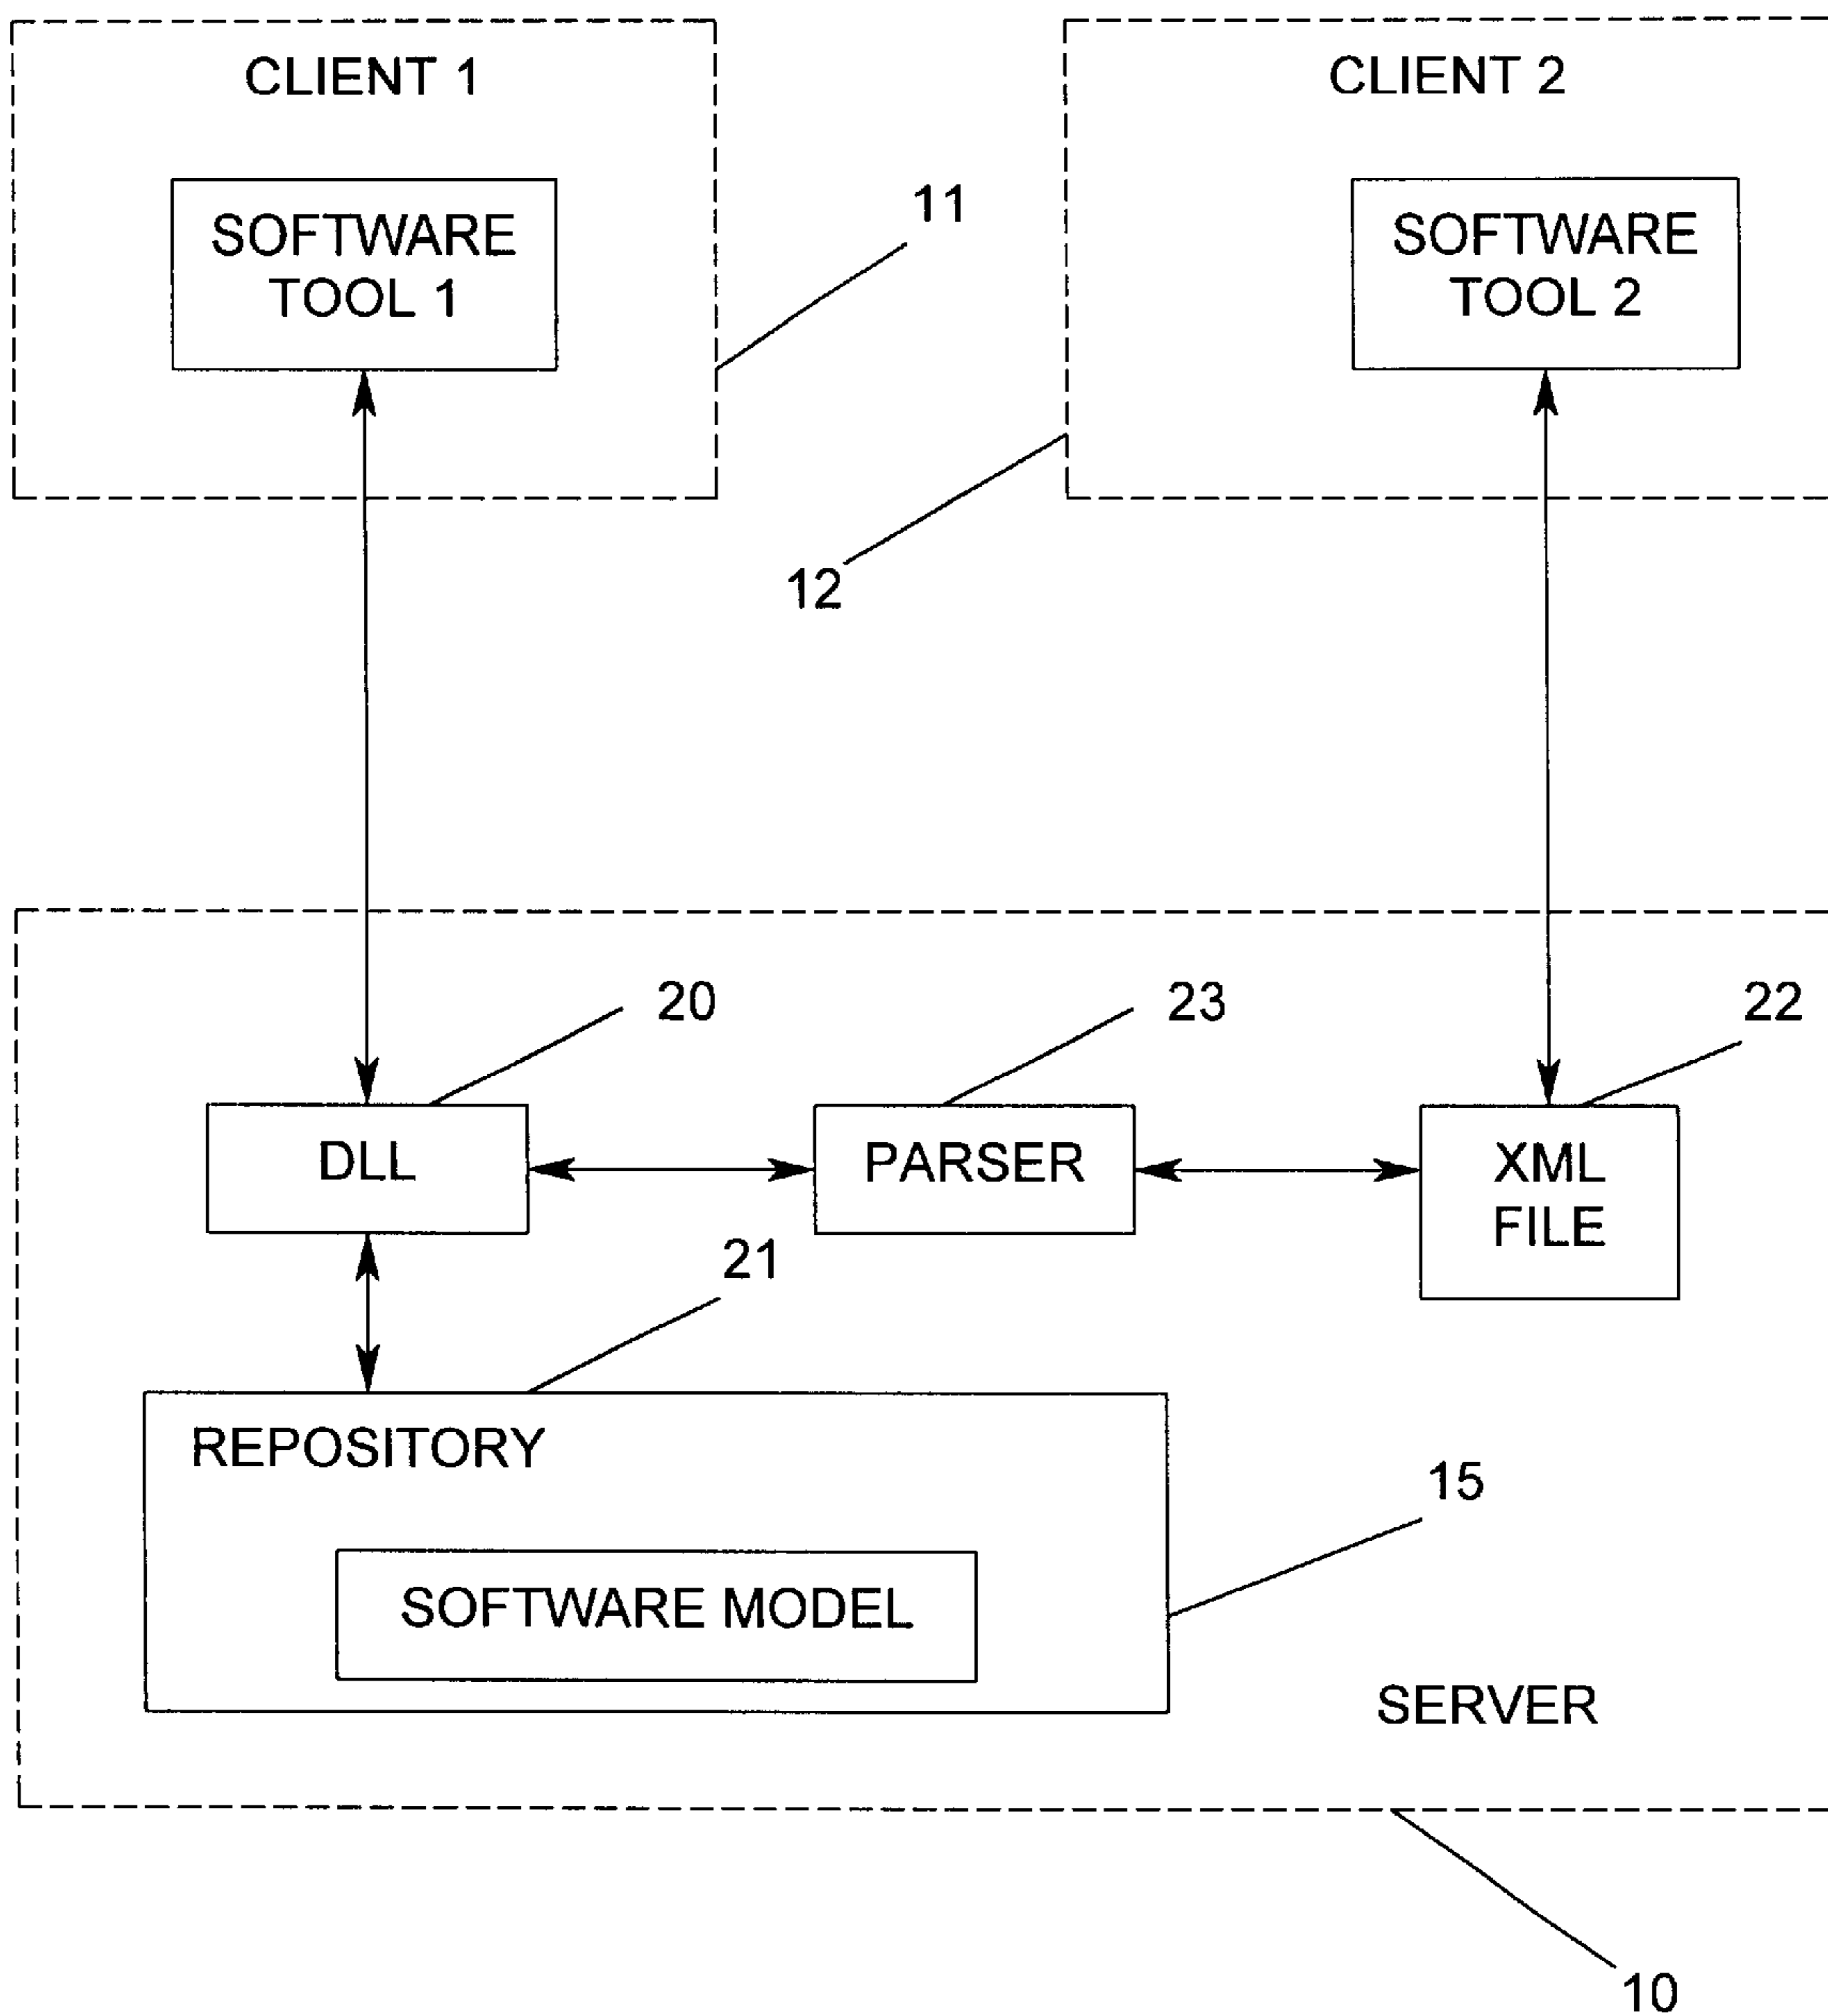 CLIENT 1
CLIENT 2
SOFTWARE
TOOL 1
SOFTWARE
TOOL 2
11
12
20
23
22
DLL
PARSER
XML
FILE
21
REPOSITORY
15
SOFTWARE MODEL
SERVER
10